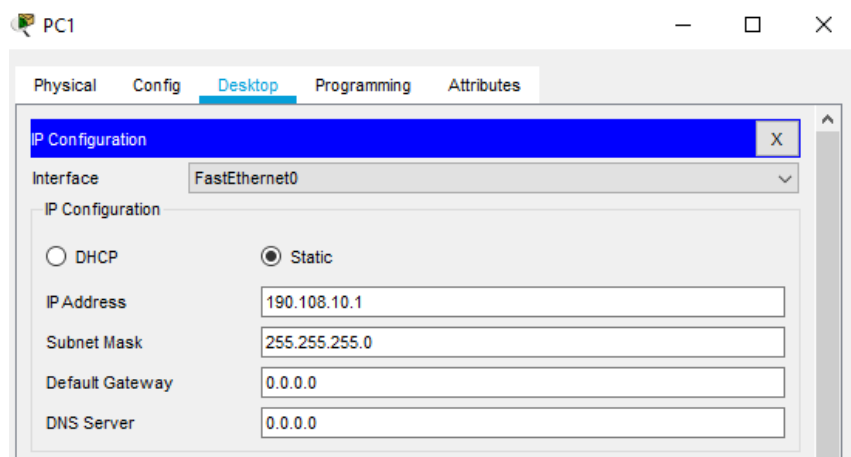 PC1
Physical Config Desktop Programming Attributes
IP Configuration X
Interface FastEthernet0
IP Configuration
DHCP Static
IP Address 190.108.10.1
Subnet Mask 255.255.255.0
Default Gateway 0.0.0.0
DNS Server 0.0.0.0